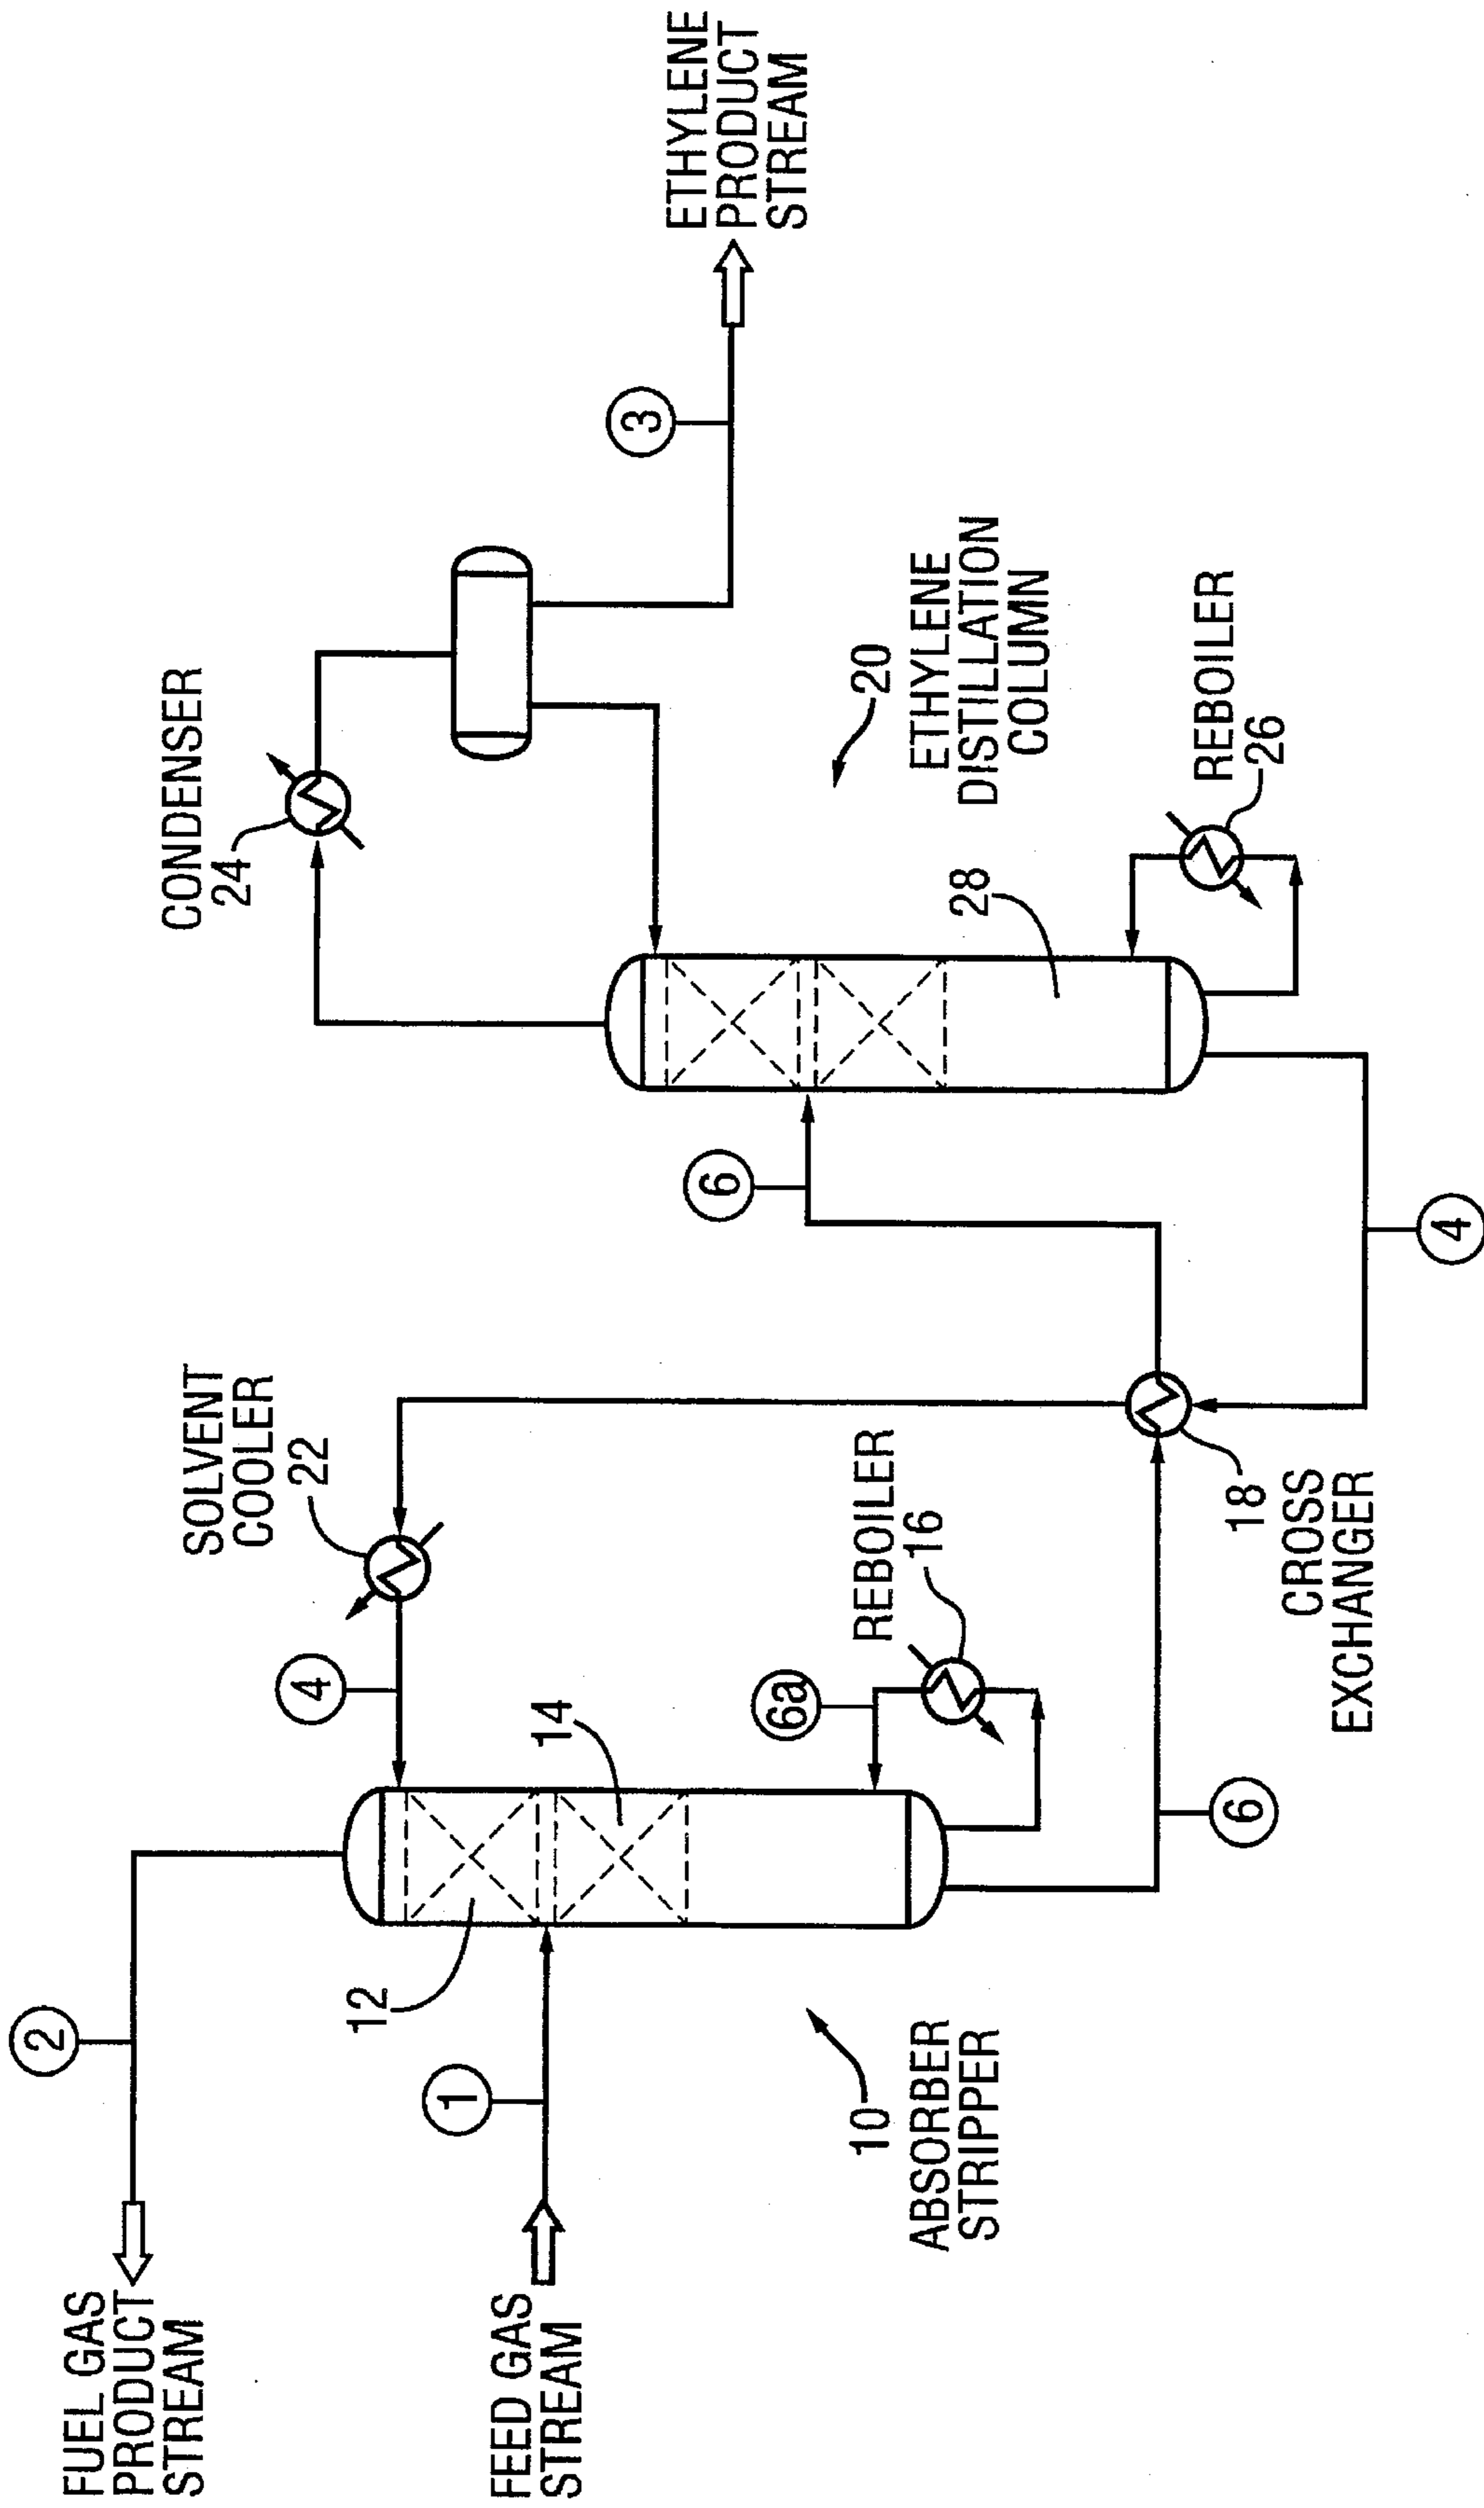 FUEL GAS
PRODUCT
STREAM
2
FEED GAS
STREAM
1
12
14
10
ABSORBER
STRIPPER
4
SOLVENT
COOLER
22
6a
REBOILER
16
6
18
CROSS
EXCHANGER
6
4
CONDENSER
24
28
20
ETHYLENE
DISTILLATION
COLUMN
REBOILER
26
3
ETHYLENE
PRODUCT
STREAM